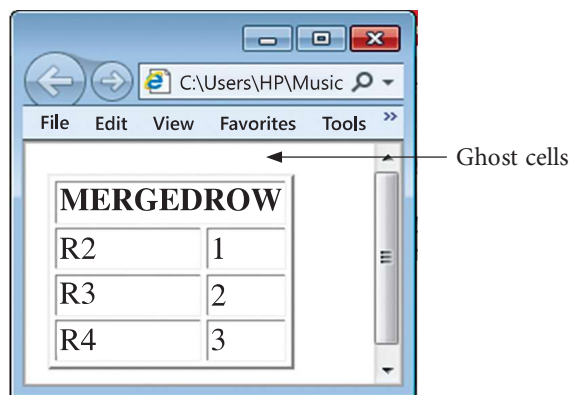 C:\Users\HP\Music
File Edit View Favorites Tools »
Ghost cells
MERGEDROW
R2 1
R3 2
R4 3